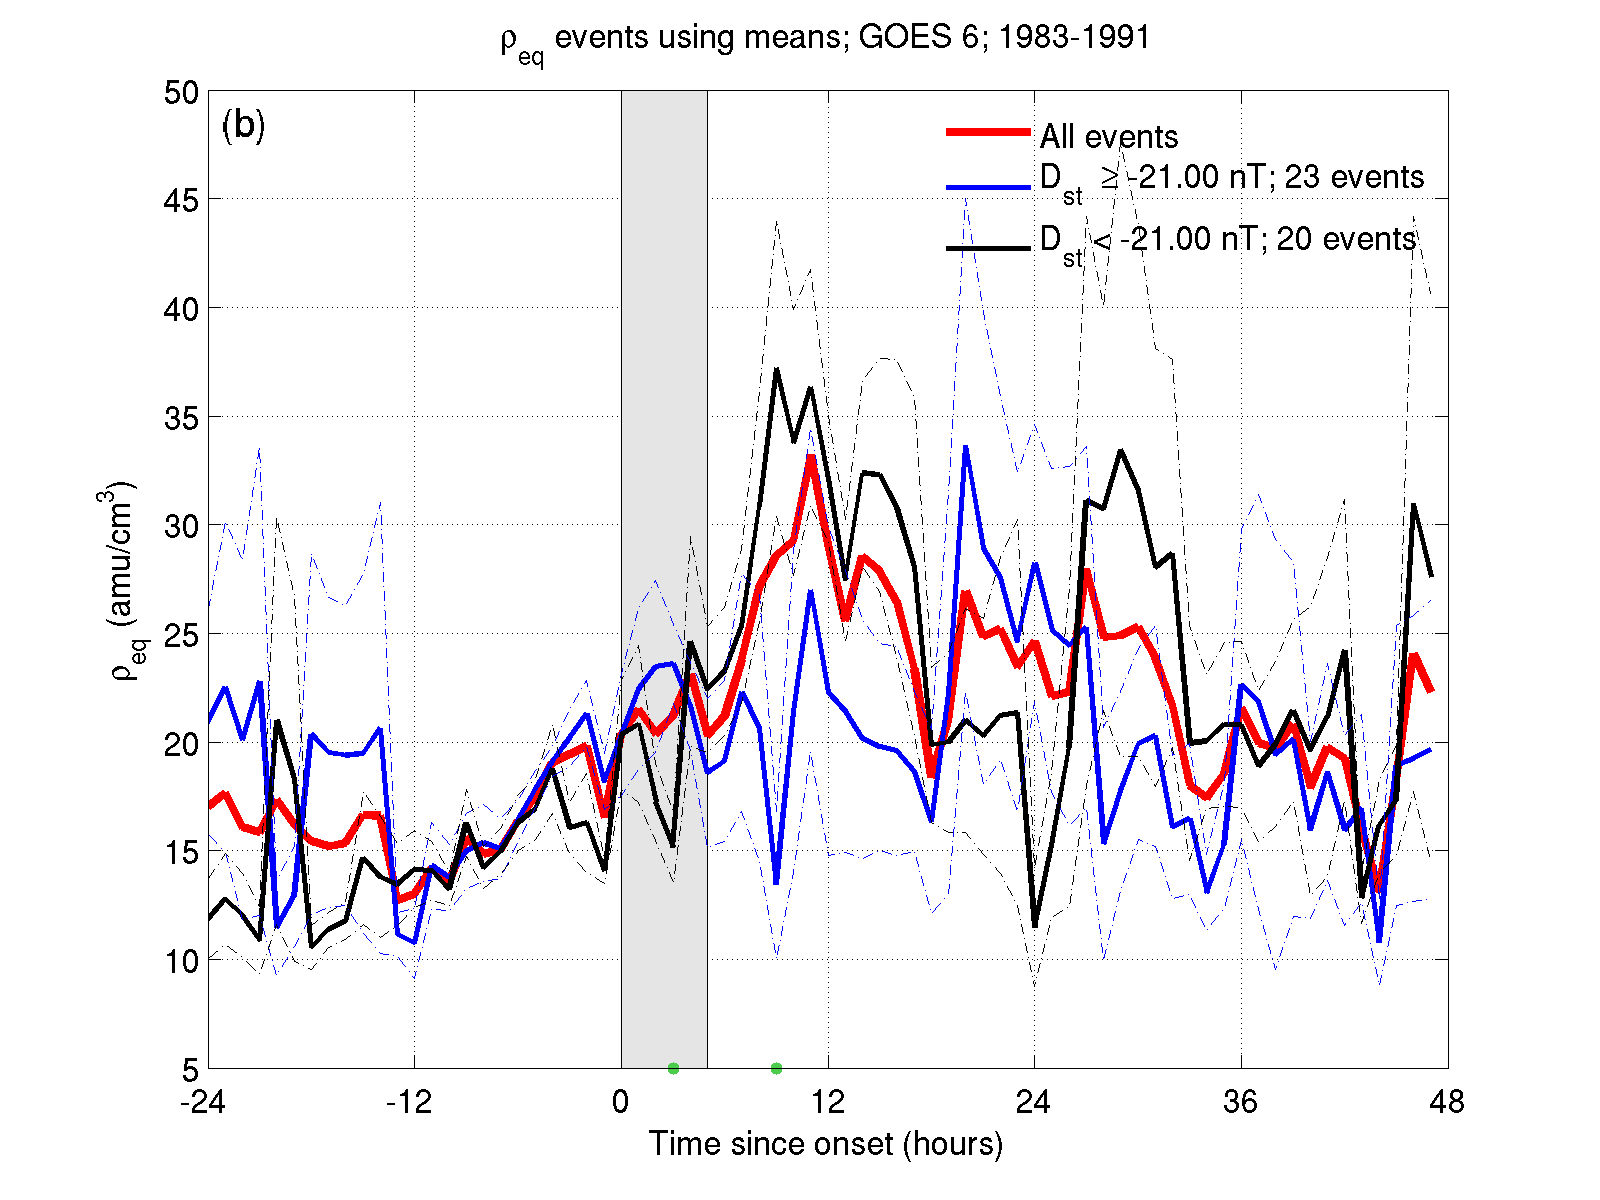 ρeq events using means; GOES 6; 1983-1991
(b)
All events
Dst ≥ -21.00 nT; 23 events
Dst < -21.00 nT; 20 events
50
45
40
35
30
25
20
15
10
5
ρeq (amu/cm3)
-24 -12 0 12 24 36 48
Time since onset (hours)